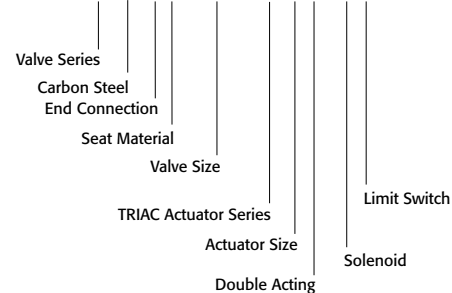 Valve Series
Carbon Steel
End Connection
Seat Material
Valve Size
Limit Switch
TRIAC Actuator Series
Actuator Size
Solenoid
Double Acting